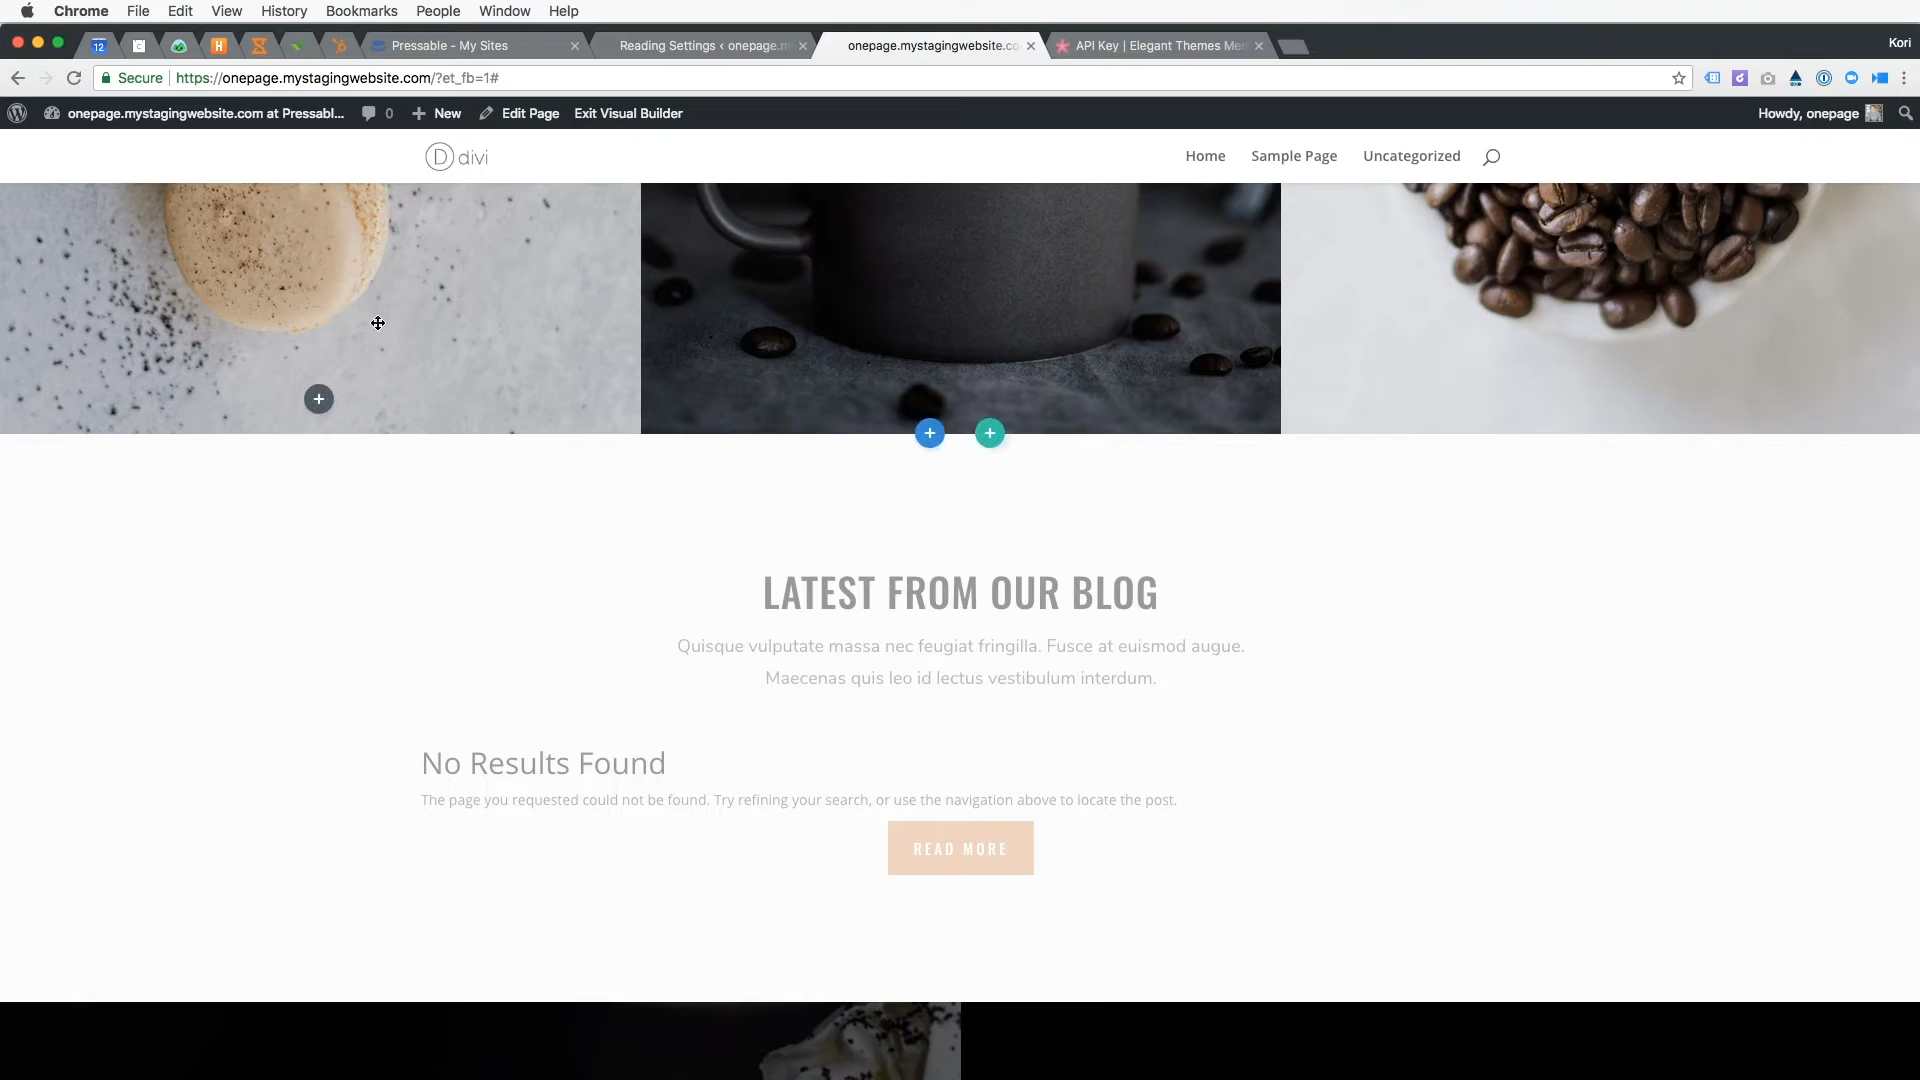 Chrome File Edit View History Bookmarks People Window Help
12 C H Pressable - My Sites Reading Settings ‹ onepage.m onepage.mystagingwebsite.co API Key | Elegant Themes Mem Kori
Secure https://onepage.mystagingwebsite.com/?et_fb=1#
onepage.mystagingwebsite.com at Pressabl... 0 New Edit Page Exit Visual Builder Howdy, onepage
D divi Home Sample Page Uncategorized
LATEST FROM OUR BLOG
Quisque vulputate massa nec feugiat fringilla. Fusce at euismod augue.
Maecenas quis leo id lectus vestibulum interdum.
No Results Found
The page you requested could not be found. Try refining your search, or use the navigation above to locate the post.
READ MORE